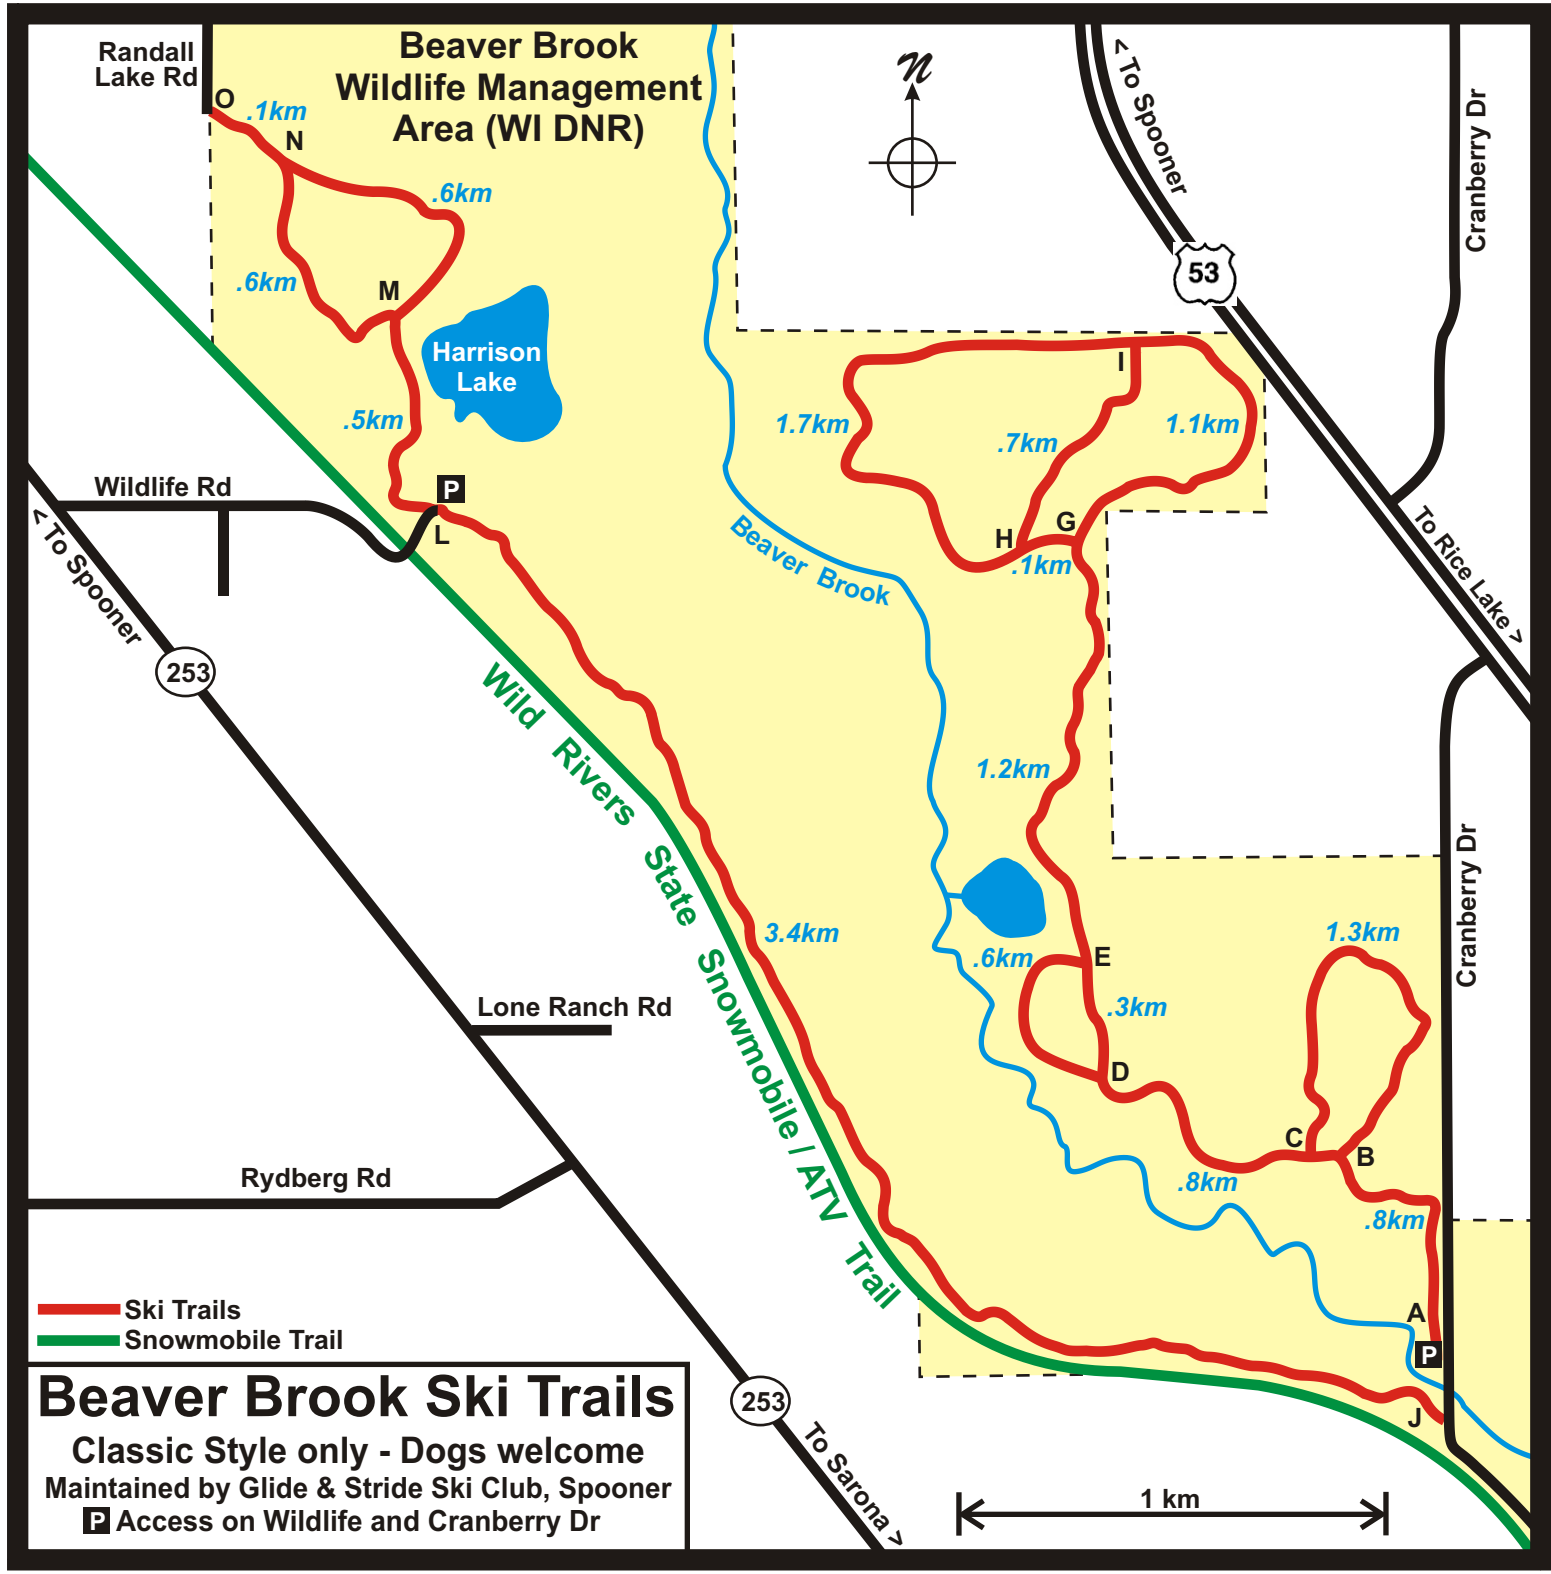 Randall
Lake Rd
Beaver Brook
Wildlife Management
Area (WI DNR)
N
< To Spooner
Cranberry Dr
O
.1km
N
.6km
.6km
M
53
Harrison
Lake
.5km
I
1.7km
.7km
1.1km
Wildlife Rd
P
L
H
G
.1km
Beaver Brook
To Rice Lake >
< To Spooner
253
Wild Rivers State Snowmobile / ATV Trail
1.2km
Cranberry Dr
3.4km
.6km
E
1.3km
.3km
Lone Ranch Rd
D
C
B
Rydberg Rd
.8km
.8km
A
P
Ski Trails
Snowmobile Trail
J
Beaver Brook Ski Trails
Classic Style only - Dogs welcome
Maintained by Glide & Stride Ski Club, Spooner
P Access on Wildlife and Cranberry Dr
253
To Sarona >
1 km